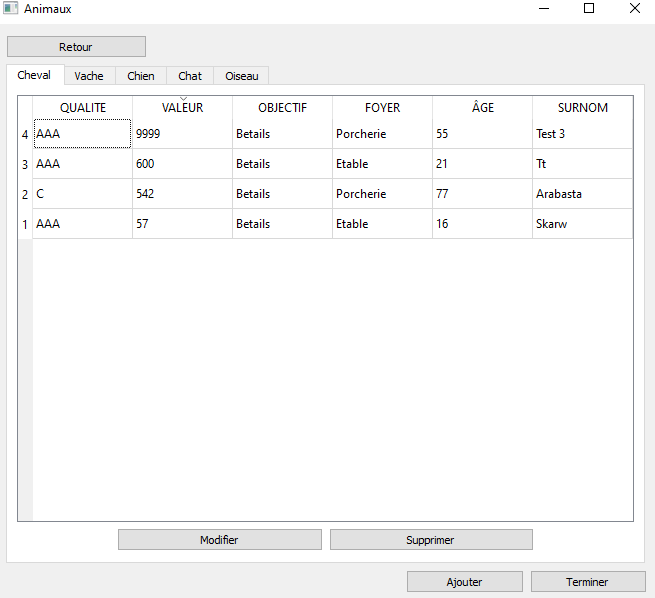 Animaux
Retour
Cheval Vache Chien Chat Oiseau
QUALITE VALEUR OBJECTIF FOYER ÂGE SURNOM
4 AAA 9999 Betails Porcherie 55 Test 3
3 AAA 600 Betails Etable 21 Tt
2 C 542 Betails Porcherie 77 Arabasta
1 AAA 57 Betails Etable 16 Skarw
Modifier Supprimer
Ajouter Terminer